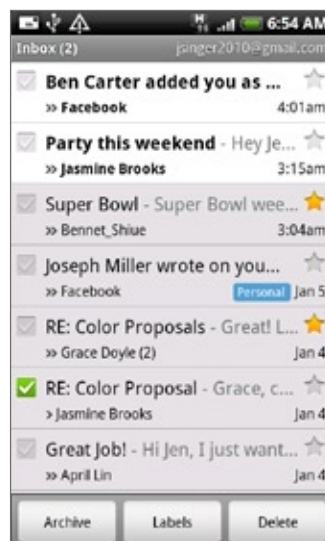 6:54 AM
Inbox (2) jsinger2010@gmail.com
Ben Carter added you as ...
» Facebook 4:01am
Party this weekend - Hey Je...
» Jasmine Brooks 3:15am
Super Bowl - Super Bowl wee...
» Bennet_Shiue 3:04am
Joseph Miller wrote on you...
» Facebook Personal Jan 5
RE: Color Proposals - Great! L...
» Grace Doyle (2) Jan 4
RE: Color Proposal - Grace, c...
› Jasmine Brooks Jan 4
Great Job! - Hi Jen, I just want...
» April Lin Jan 4
Archive Labels Delete